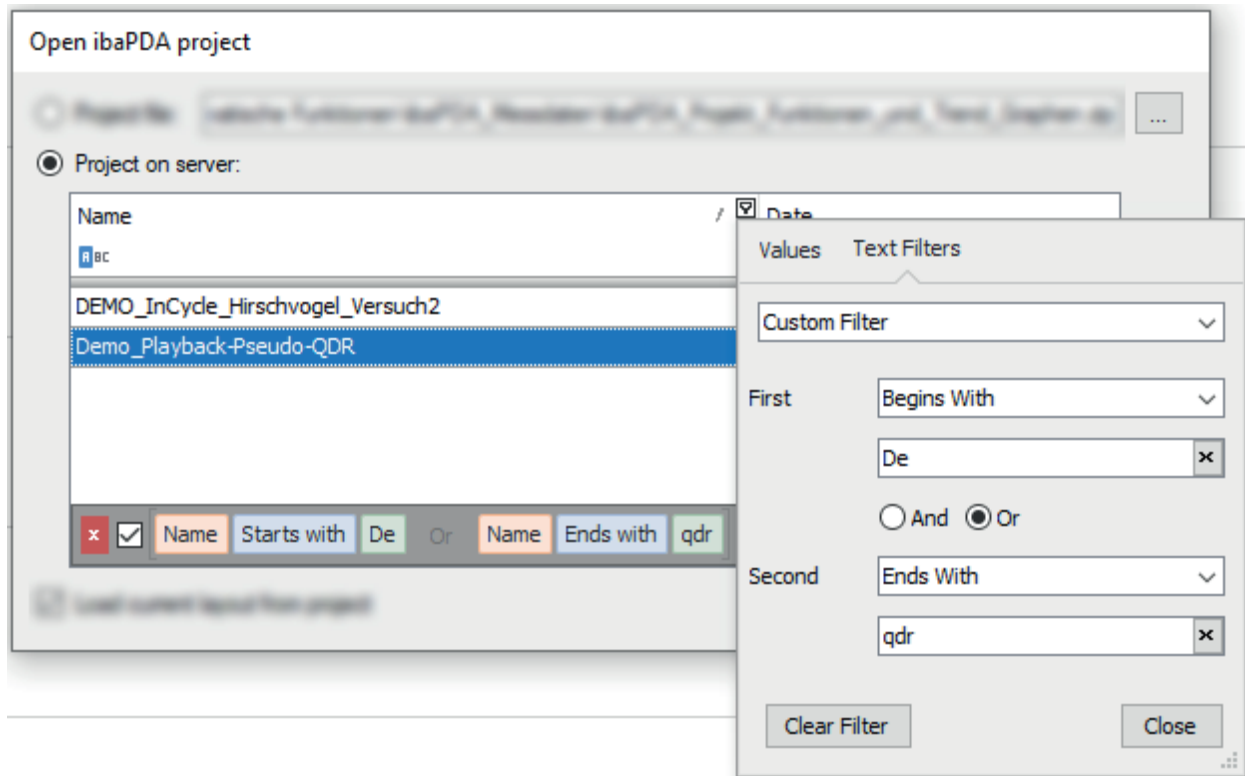 Open ibaPDA project
...
Project on server:
Name
Date
ABC
DEMO_InCycle_Hirschvogel_Versuch2
Demo_Playback-Pseudo-QDR
x Name Starts with De Or Name Ends with qdr
Values Text Filters
Custom Filter
First Begins With
De
And Or
Second Ends With
qdr
Clear Filter Close